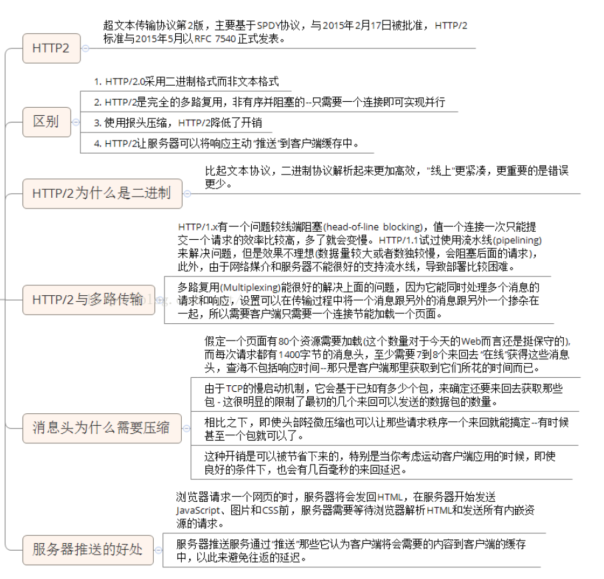 超文本传输协议第2版，主要基于SPDY协议，与2015年2月17日被批准，HTTP/2
标准与2015年5月以RFC 7540 正式发表。
HTTP2
1. HTTP/2.0采用二进制格式而非文本格式
2. HTTP/2是完全的多路复用，非有序并阻塞的--只需要一个连接即可实现并行
区别
3. 使用报头压缩，HTTP/2降低了开销
4. HTTP/2让服务器可以将响应主动“推送”到客户端缓存中。
比起文本协议，二进制协议解析起来更加高效，“线上”更紧凑，更重要的是错误
更少。
HTTP/2为什么是二进制
HTTP/1.x有一个问题较线端阻塞(head-of-line blocking)，值一个连接一次只能提
交一个请求的效率比较高，多了就会变慢。HTTP/1.1试过使用流水线(pipelining)
来解决问题，但是效果不理想(数据量较大或者数独较慢，会阻塞后面的请求)，
此外，由于网络媒介和服务器不能很好的支持流水线，导致部署比较困难。
HTTP/2与多路传输
多路复用(Multiplexing)能很好的解决上面的问题，因为它能同时处理多个消息的
请求和响应，设置可以在传输过程中将一个消息跟另外的消息跟另外一个掺杂在
一起，所以需要客户端只需要一个连接节能加载一个页面。
假定一个页面有80个资源需要加载(这个数量对于今天的Web而言还是挺保守的),
而每次请求都有1400字节的消息头，至少需要7到8个来回去“在线”获得这些消息
头，查海不包括响应时间--那只是客户端那里获取到它们所花的时间而已。
由于TCP的慢启动机制，它会基于已知有多少个包，来确定还要来回去获取那些
包 - 这很明显的限制了最初的几个来回可以发送的数据包的数量。
消息头为什么需要压缩
相比之下，即使头部轻微压缩也可以让那些请求秩序一个来回就能搞定--有时候
甚至一个包就可以了。
这种开销是可以被节省下来的，特别是当你考虑运动客户端应用的时候，即使
良好的条件下，也会有几百毫秒的来回延迟。
浏览器请求一个网页的时，服务器将会发回HTML，在服务器开始发送
JavaScript、图片和CSS前，服务器需要等待浏览器解析HTML和发送所有内嵌资
源的请求。
服务器推送的好处
服务器推送服务通过“推送”那些它认为客户端将会需要的内容到客户端的缓存
中，以此来避免往返的延迟。